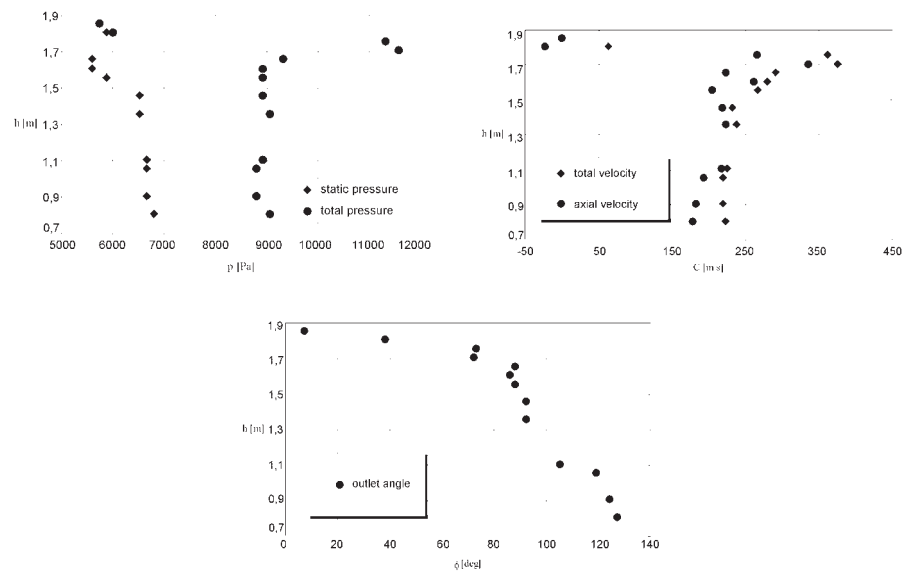 1,9
1,7
1,5
h [m]
1,3
1,1
0,9
0,7
static pressure
total pressure
5000 6000 7000 8000 9000 10000 11000 12000
p [Pa]
1,9
1,7
1,5
h [m]
1,3
1,1
0,9
0,7
total velocity
axial velocity
-50 50 150 250 350 450
C [m s]
1,9
1,7
1,5
h [m]
1,3
1,1
0,9
0,7
outlet angle
0 20 40 60 80 100 120 140
ϕ [deg]